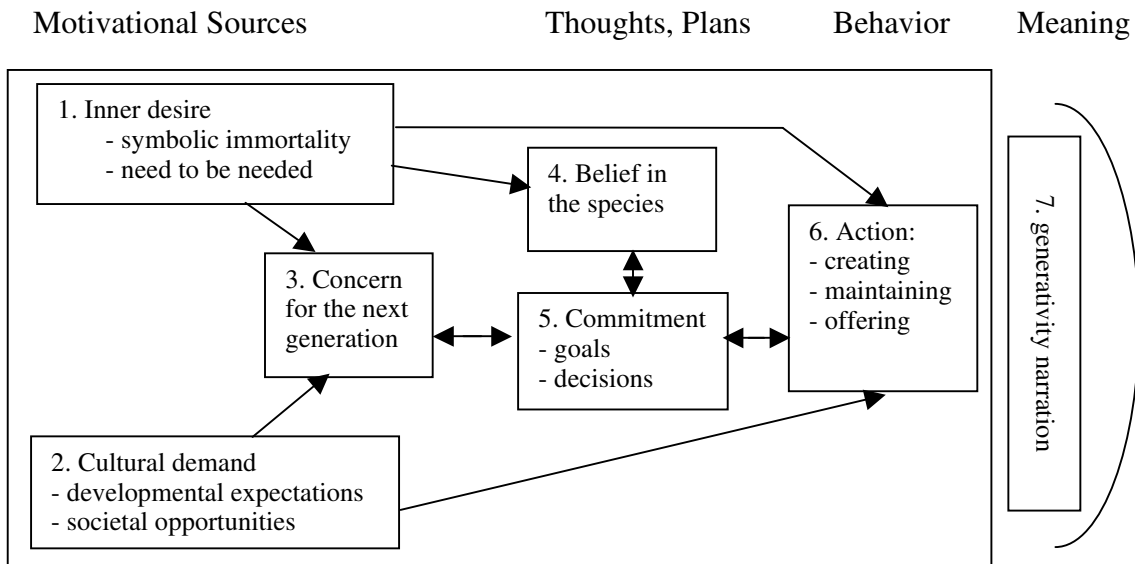 Motivational Sources
Thoughts, Plans
Behavior
Meaning
1. Inner desire
- symbolic immortality
- need to be needed
4. Belief in
the species
3. Concern
for the next
generation
5. Commitment
- goals
- decisions
6. Action:
- creating
- maintaining
- offering
2. Cultural demand
- developmental expectations
- societal opportunities
7. generativity narration